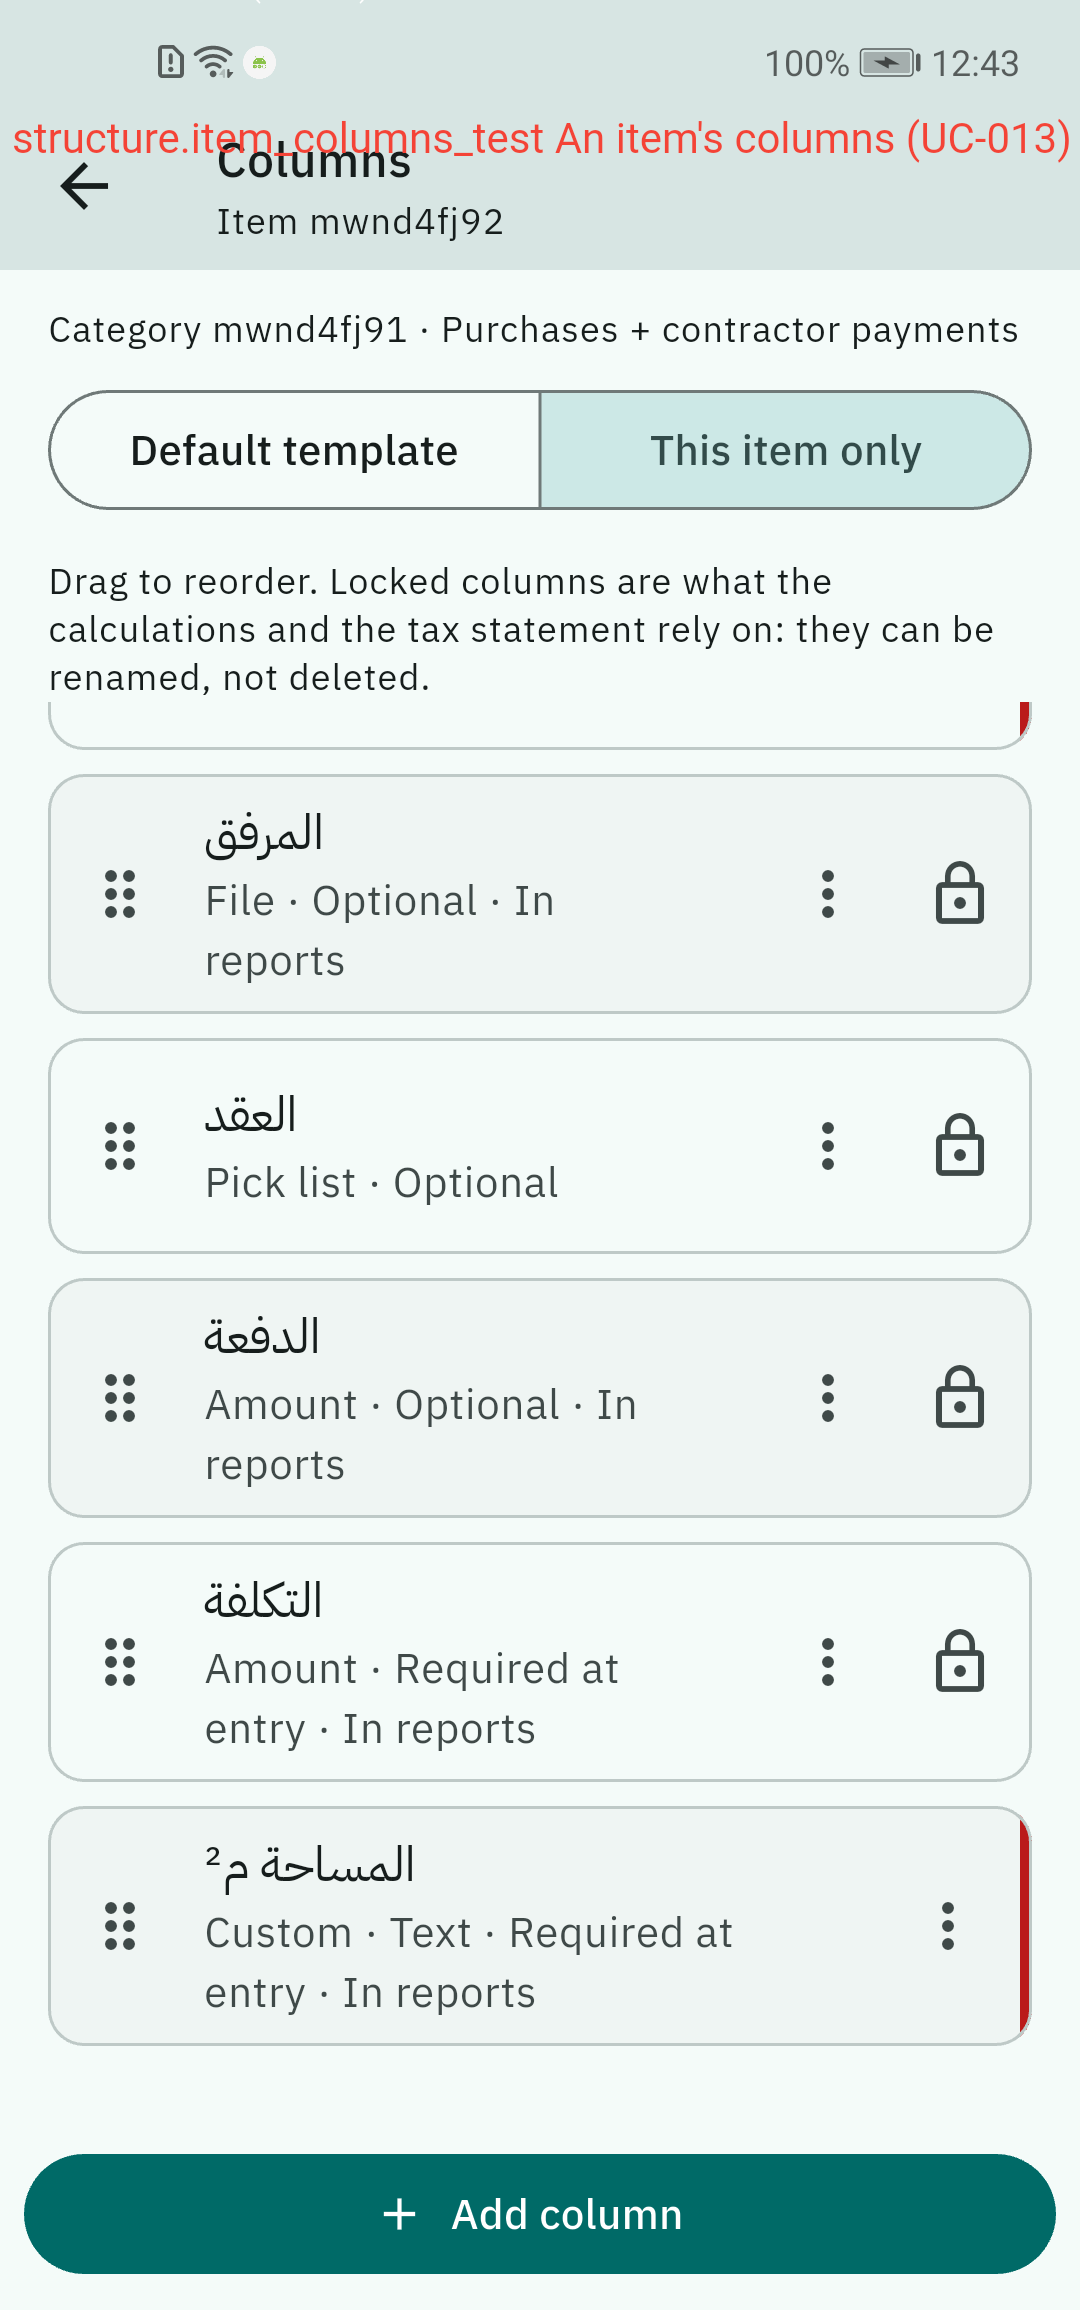 100% 12:43
structure.item_columns_test An item's columns (UC-013)
Columns
Item mwnd4fj92
Category mwnd4fj91 · Purchases + contractor payments
Default template
This item only
Drag to reorder. Locked columns are what the
calculations and the tax statement rely on: they can be
renamed, not deleted.
المرفق
File · Optional · In
reports
العقد
Pick list · Optional
الدفعة
Amount · Optional · In
reports
التكلفة
Amount · Required at
entry · In reports
المساحة م²
Custom · Text · Required at
entry · In reports
+ Add column